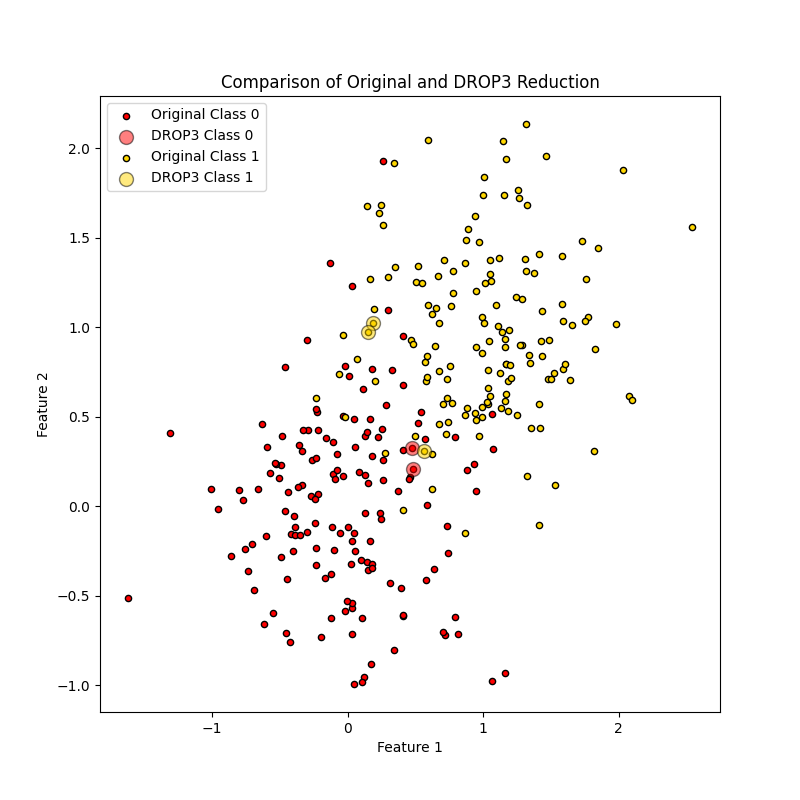 Comparison of Original and DROP3 Reduction
Original Class 0
DROP3 Class 0
Original Class 1
DROP3 Class 1
2.0
1.5
1.0
0.5
0.0
−0.5
−1.0
Feature 2
−1 0 1 2
Feature 1